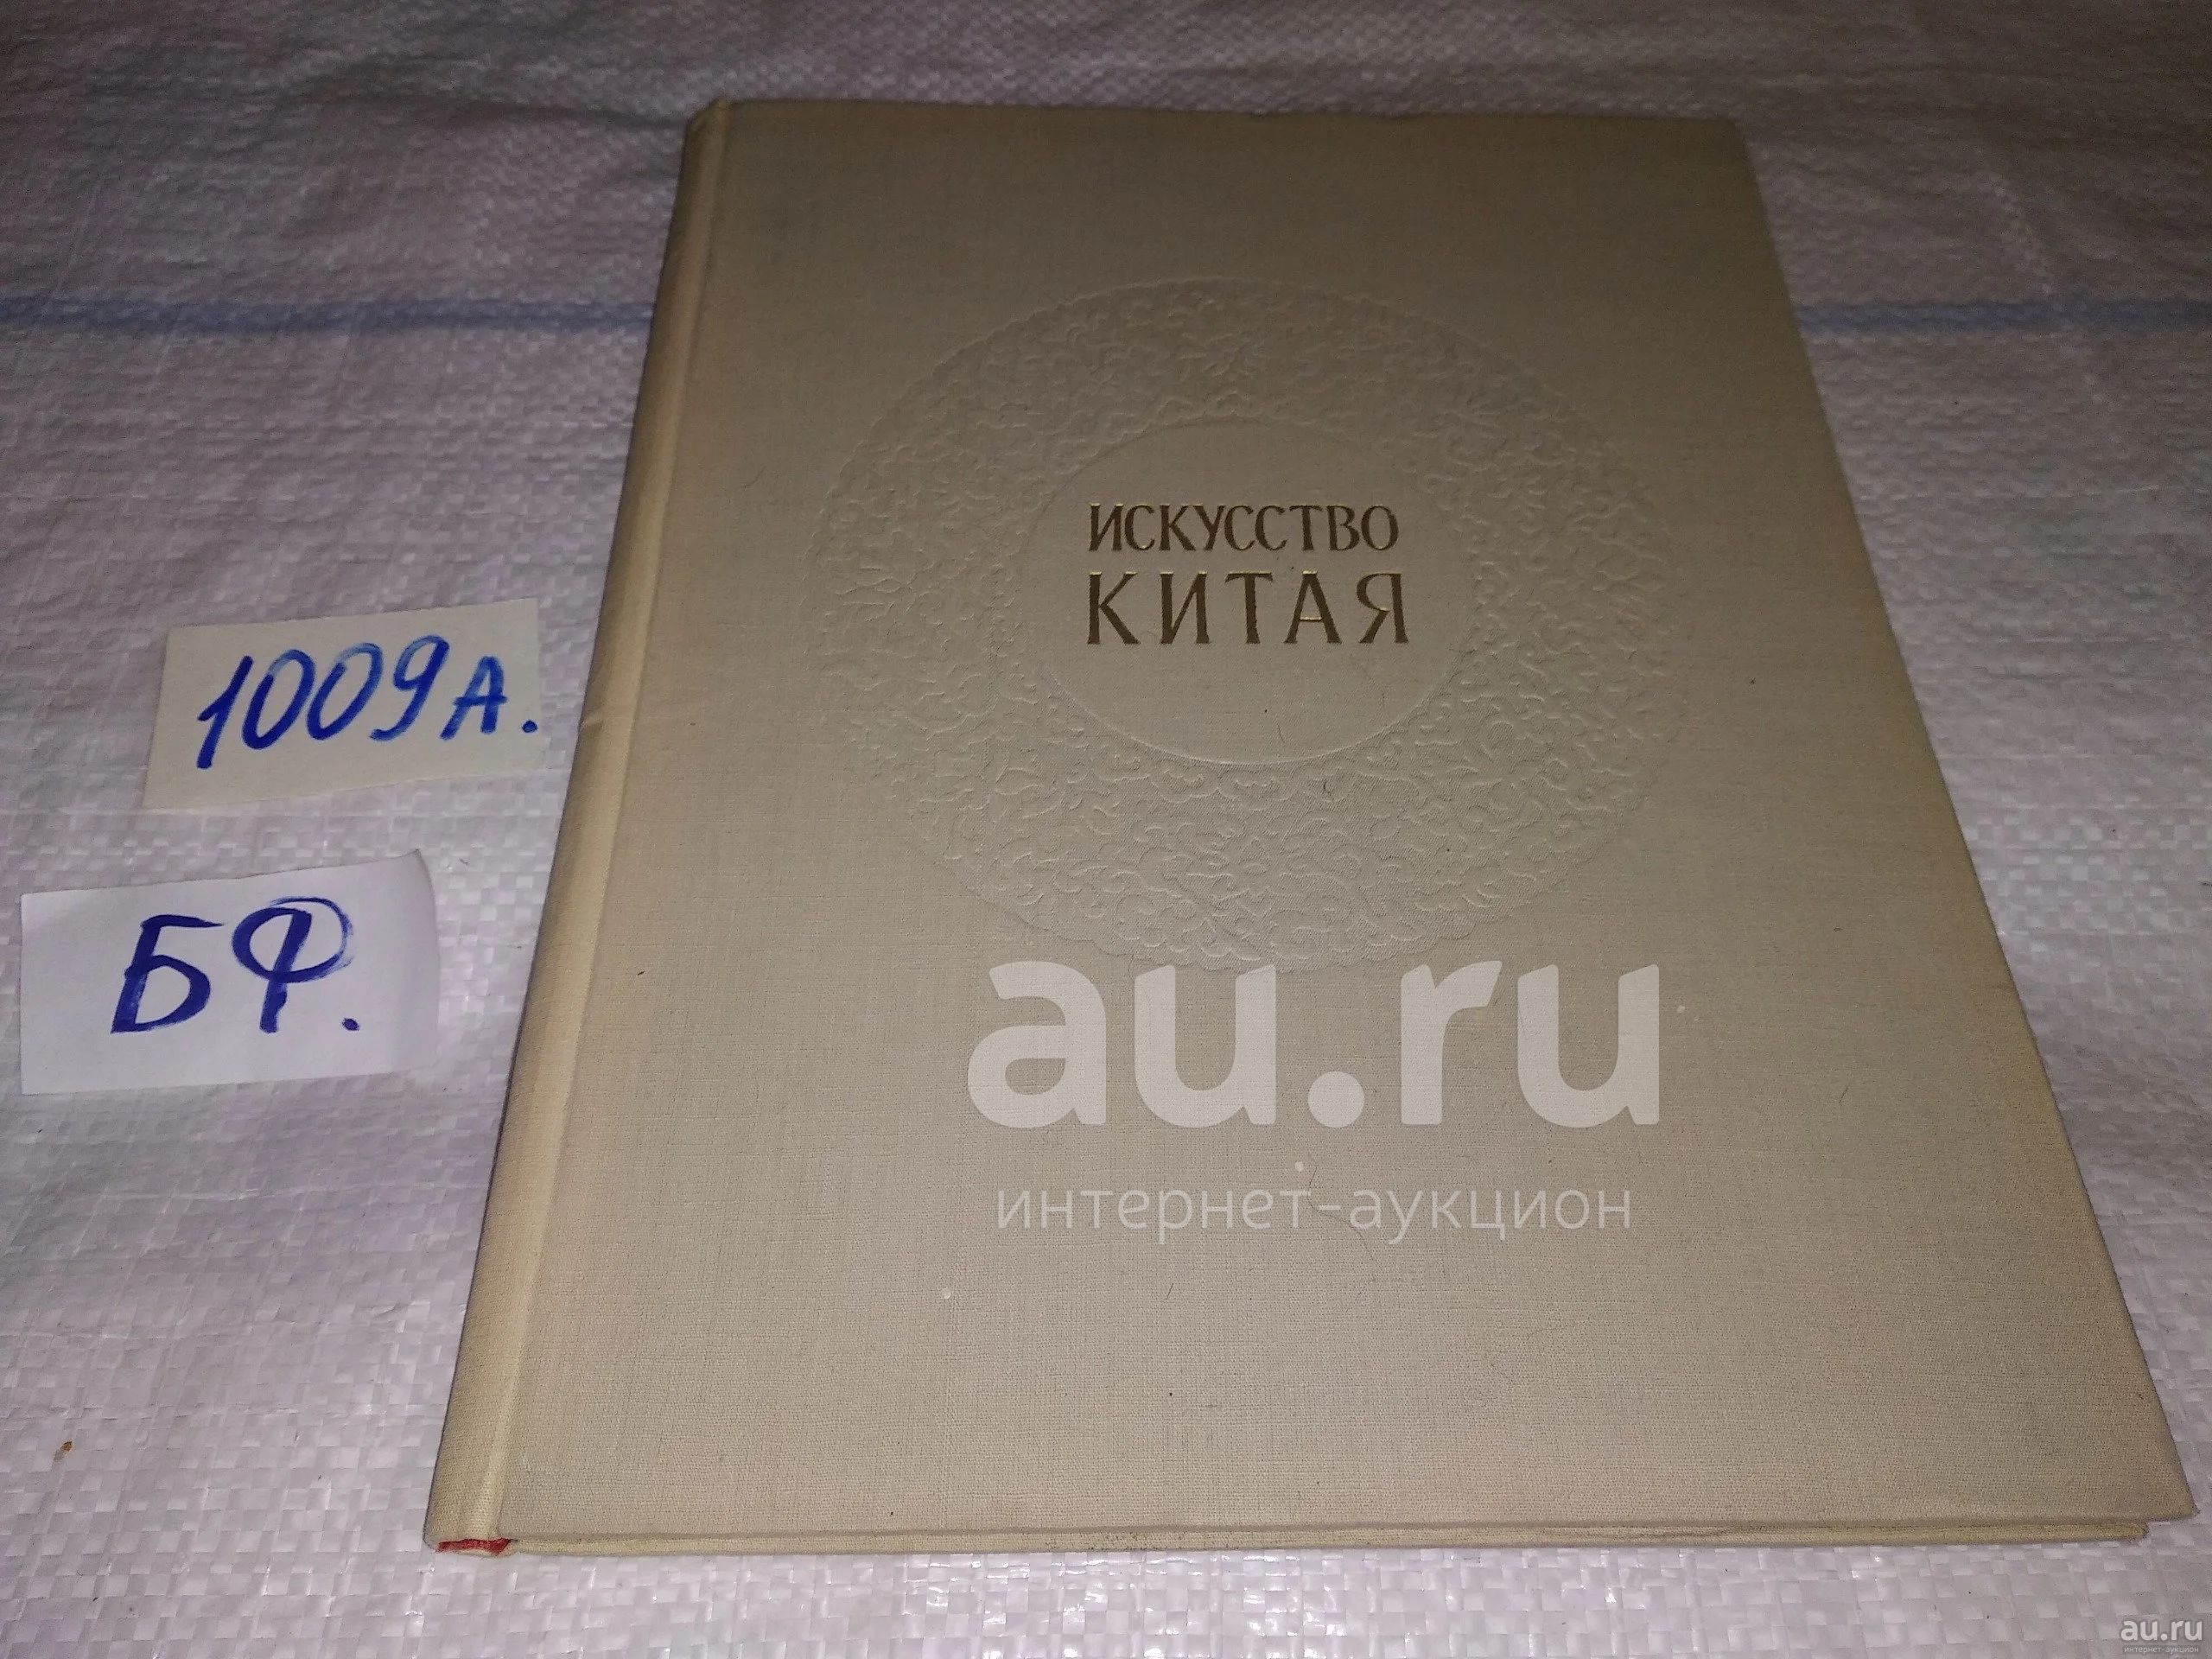 ИСКУССТВО
КИТАЯ
1009А.
БФ.
au.ru
интернет-аукцион
au.ru
интернет-аукцион